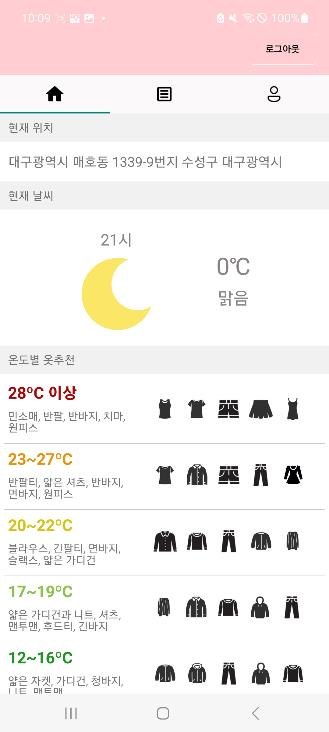 10:09
100%
로그아웃
현재 위치
대구광역시 매호동 1339-9번지 수성구 대구광역시
현재 날씨
21시
0℃
맑음
온도별 옷추천
28ºC 이상
민소매, 반팔, 반바지, 치마,
원피스
23~27ºC
반팔티, 얇은 셔츠, 반바지,
면바지, 원피스
20~22ºC
블라우스, 긴팔티, 면바지,
슬랙스, 얇은 가디건
17~19ºC
얇은 가디건과 니트, 셔츠,
맨투맨, 후드티, 긴바지
12~16ºC
얇은 자켓, 가디건, 청바지,
니트, 맨투맨